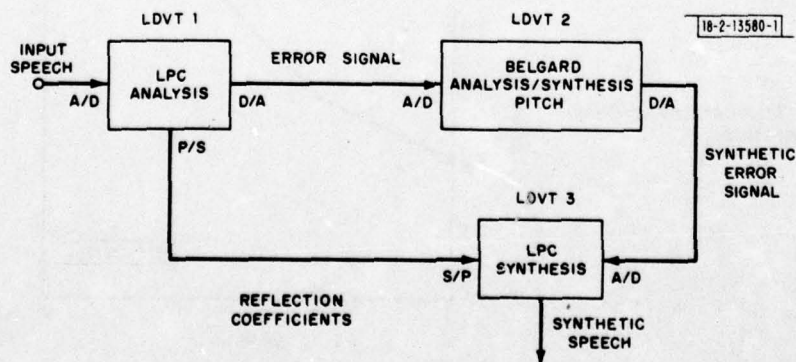 LDVT 1
LDVT 2
18-2-13580-1
INPUT
SPEECH
A/D
LPC
ANALYSIS
D/A
ERROR SIGNAL
A/D
BELGARD
ANALYSIS/SYNTHESIS
PITCH
D/A
P/S
SYNTHETIC
ERROR
SIGNAL
LDVT 3
S/P
LPC
SYNTHESIS
A/D
REFLECTION
COEFFICIENTS
SYNTHETIC
SPEECH